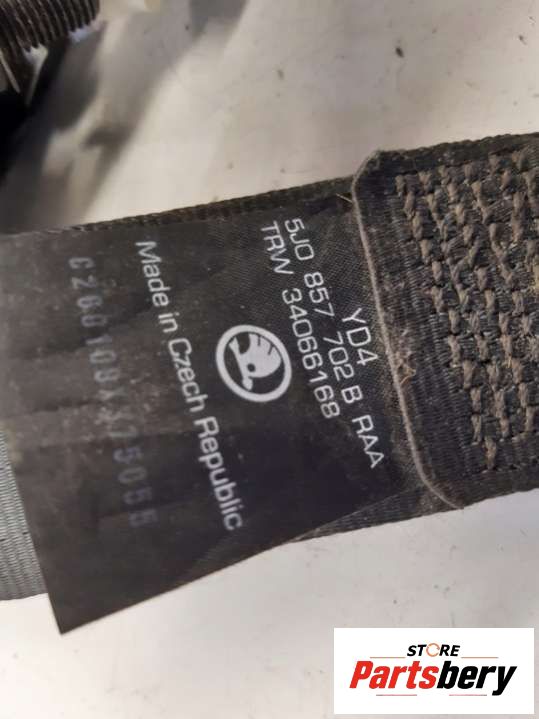 YD4
5J0 857 702 B RAA
TRW 34066168
Made in Czech Republic
STORE
Partsbery